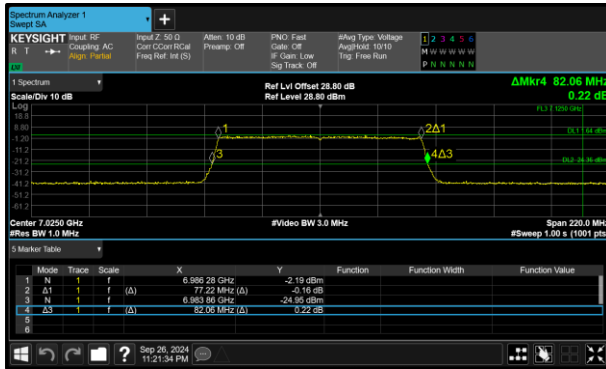 Spectrum Analyzer 1
Swept SA
+
KEYSIGHT Input: RF Input Z: 50 Ω Atten: 10 dB PNO: Fast #Avg Type: Voltage 1 2 3 4 5 6
R T Coupling: AC Corr CCorr RCal Preamp: Off Gate: Off Avg|Hold: 10/10 M W W W W W
Align: Partial Freq Ref: Int (S) IF Gain: Low Trig: Free Run
Sig Track: Off P N N N N N
1 Spectrum Ref Lvl Offset 28.80 dB ΔMkr4 82.06 MHz
Scale/Div 10 dB Ref Level 28.80 dBm 0.22 dB
Log
18.8
8.80 1 2Δ1
-1.20
-11.2
-21.2 3 4Δ3
-31.2
-41.2
-51.2
-61.2
Center 7.0250 GHz #Video BW 3.0 MHz Span 220.0 MHz
#Res BW 1.0 MHz #Sweep 1.00 s (1001 pts)
5 Marker Table
Mode Trace Scale X Y Function Function Width Function Value
1 N 1 f 6.986 28 GHz -2.19 dBm
2 Δ1 1 f (Δ) 77.22 MHz (Δ) -0.16 dB
3 N 1 f 6.983 86 GHz -24.95 dBm
4 Δ3 1 f (Δ) 82.06 MHz (Δ) 0.22 dB
5
6
? Sep 26, 2024
11:21:34 PM